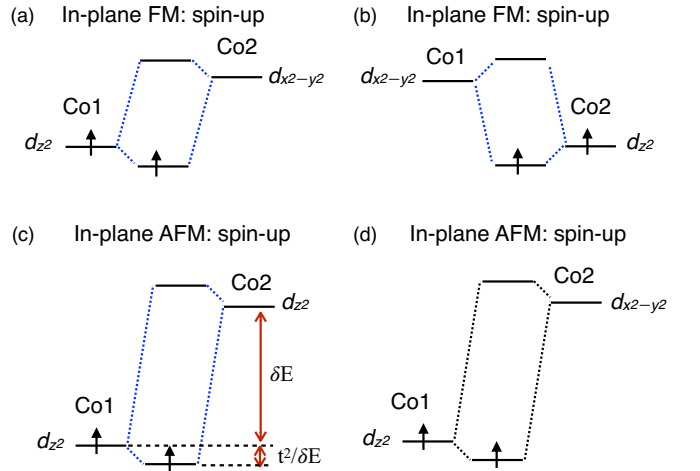 (a) In-plane FM: spin-up
Co2
dx2−y2
Co1
dz2
(b) In-plane FM: spin-up
Co1
dx2−y2
Co2
dz2
(c) In-plane AFM: spin-up
Co2
dz2
δE
Co1
dz2
t²/δE
(d) In-plane AFM: spin-up
Co2
dx2−y2
Co1
dz2